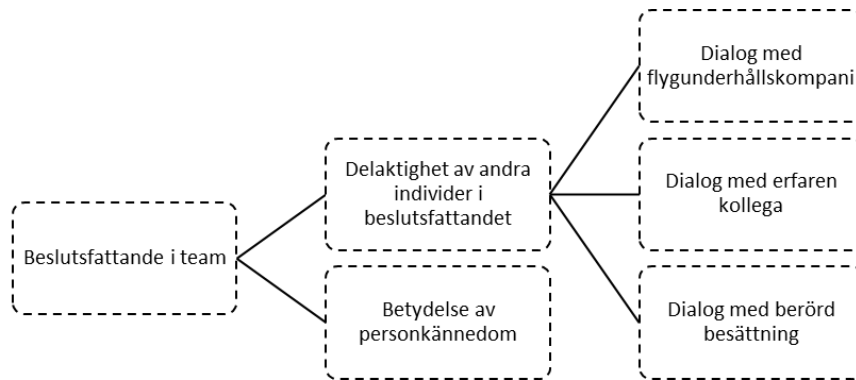 Beslutsfattande i team
Delaktighet av andra
individer i
beslutsfattandet
Betydelse av
personkännedom
Dialog med
flygunderhållskompani
Dialog med erfaren
kollega
Dialog med berörd
besättning